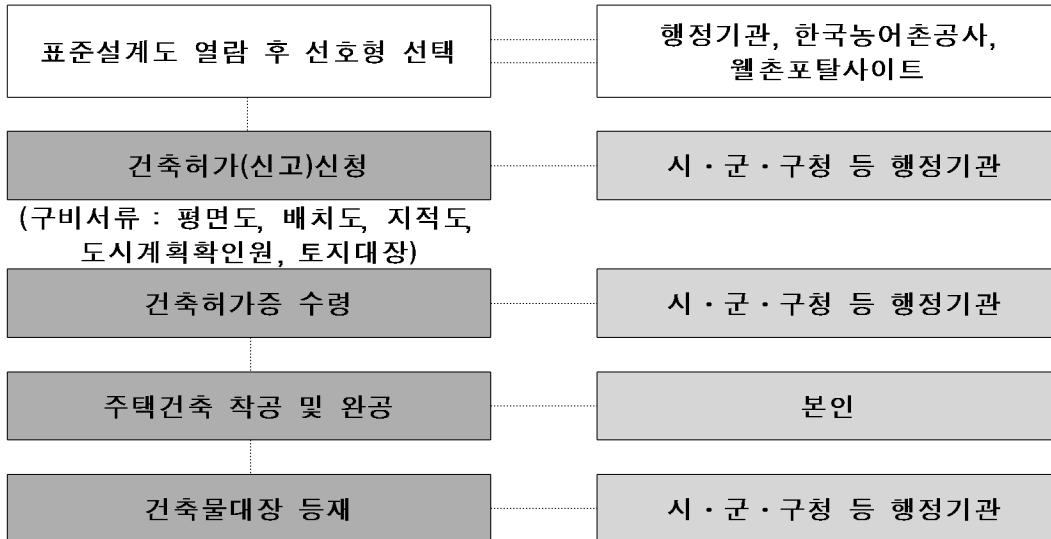 표준설계도 열람 후 선호형 선택
행정기관, 한국농어촌공사,
웰촌포탈사이트
건축허가(신고)신청
시·군·구청 등 행정기관
(구비서류 : 평면도, 배치도, 지적도,
도시계획확인원, 토지대장)
건축허가증 수령
시·군·구청 등 행정기관
주택건축 착공 및 완공
본인
건축물대장 등재
시·군·구청 등 행정기관